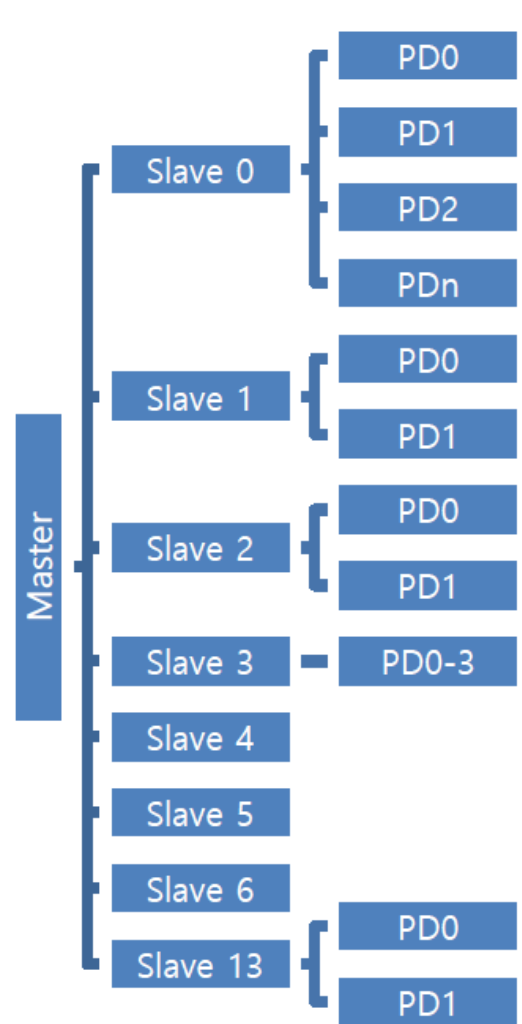 Master
Slave 0
PD0
PD1
PD2
PDn
Slave 1
PD0
PD1
Slave 2
PD0
PD1
Slave 3
PD0-3
Slave 4
Slave 5
Slave 6
Slave 13
PD0
PD1